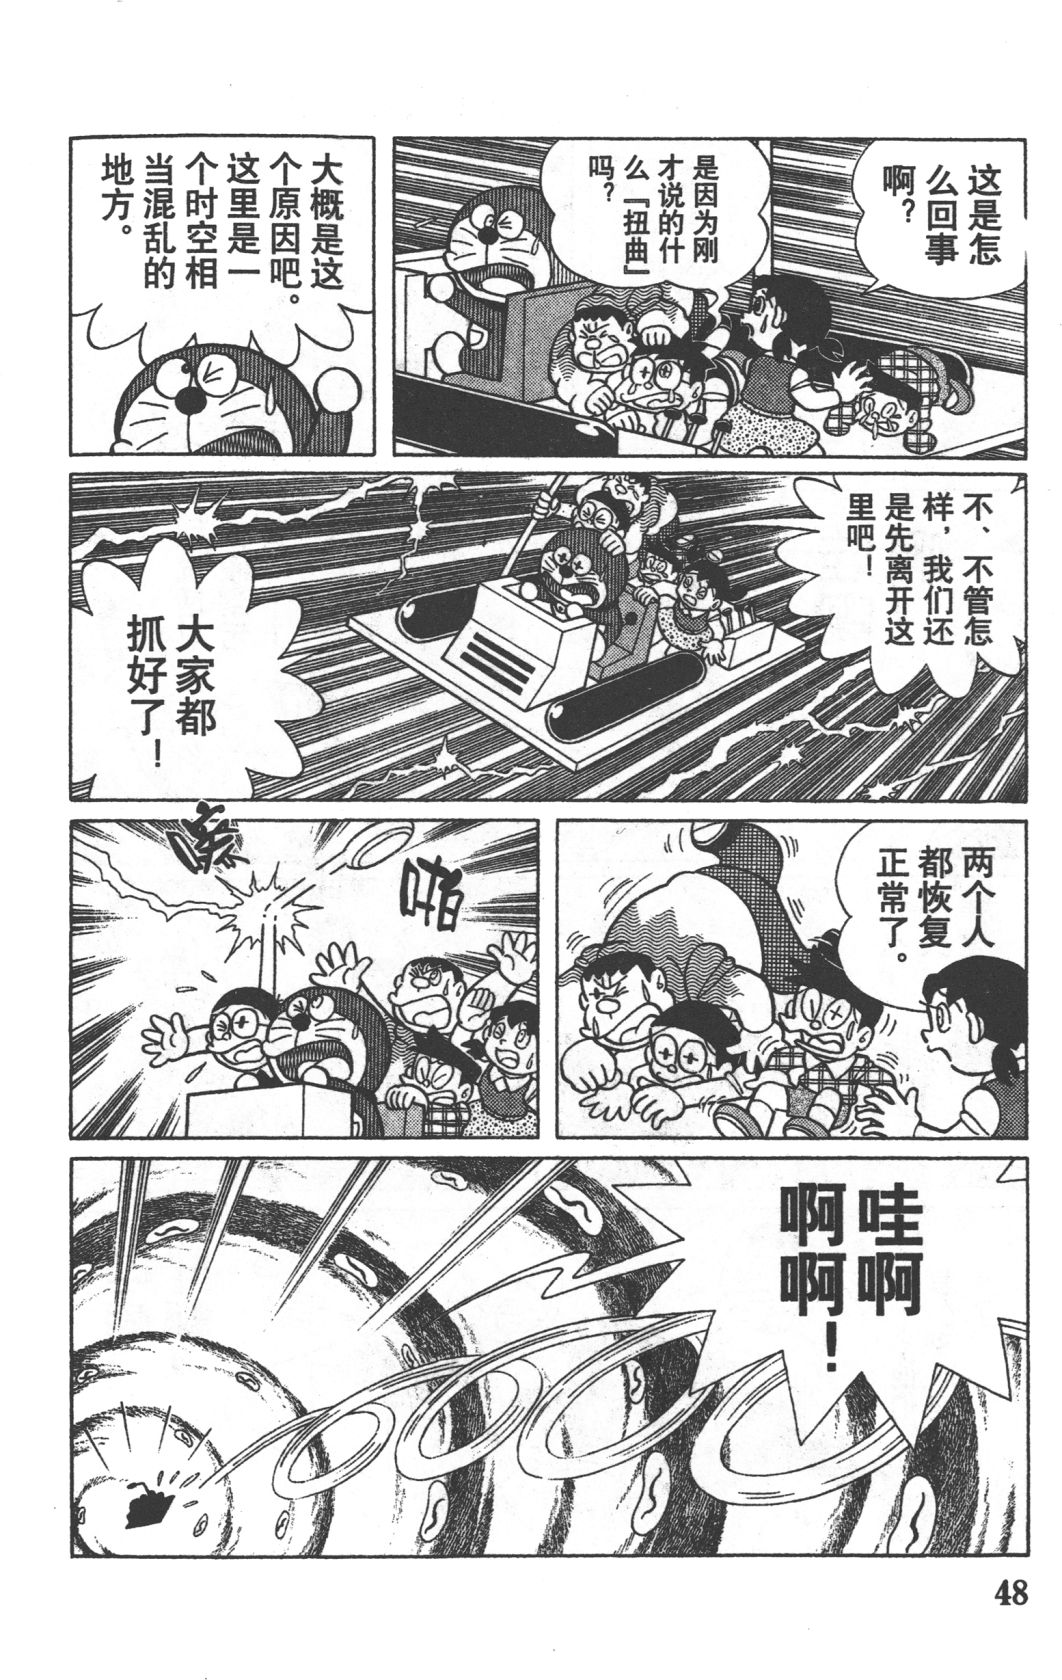 这是怎
么回事
啊？
是因为刚
才说的什
么『扭曲』
吗？
大概是这
个原因吧。
这里是一
个时空相
当混乱的
地方。
不、不管怎
样，我们还
是先离开这
里吧！
大家都
抓好了！
两个人
都恢复
正常了。
啪
哇啊
啊啊！
48